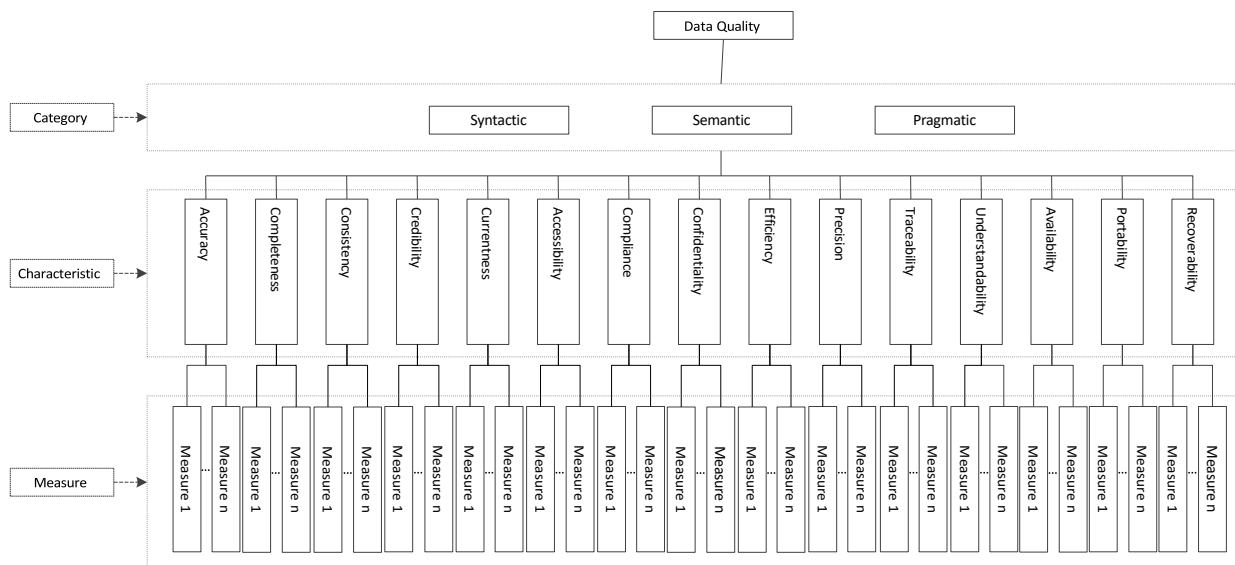 Data Quality
Category
Syntactic
Semantic
Pragmatic
Characteristic
Accuracy
Completeness
Consistency
Credibility
Currentness
Accessibility
Compliance
Confidentiality
Efficiency
Precision
Traceability
Understandability
Availability
Portability
Recoverability
Measure
Measure 1
...
Measure n
Measure 1
...
Measure n
Measure 1
...
Measure n
Measure 1
...
Measure n
Measure 1
...
Measure n
Measure 1
...
Measure n
Measure 1
...
Measure n
Measure 1
...
Measure n
Measure 1
...
Measure n
Measure 1
...
Measure n
Measure 1
...
Measure n
Measure 1
...
Measure n
Measure 1
...
Measure n
Measure 1
...
Measure n
Measure 1
...
Measure n